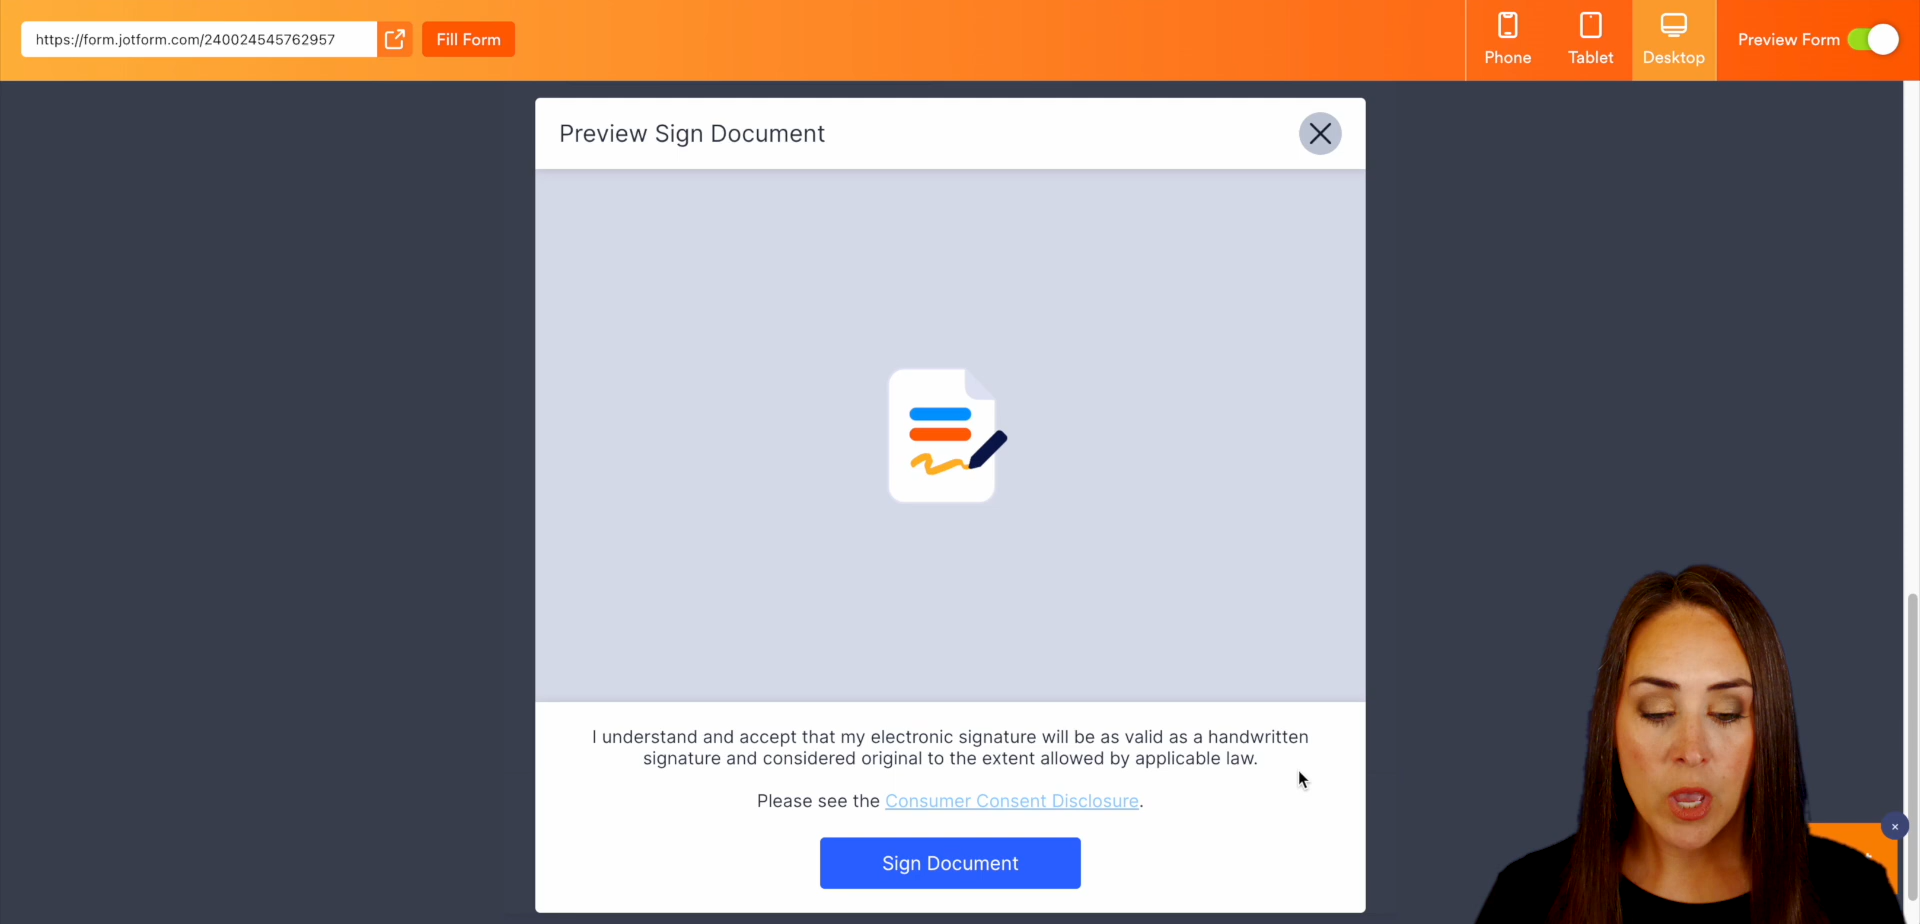 https://form.jotform.com/240024545762957
Fill Form
Phone
Tablet
Desktop
Preview Form
Preview Sign Document
I understand and accept that my electronic signature will be as valid as a handwritten
signature and considered original to the extent allowed by applicable law.
Please see the Consumer Consent Disclosure.
Sign Document